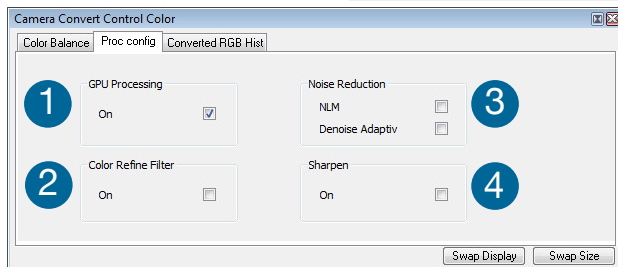 Camera Convert Control Color
Color Balance Proc config Converted RGB Hist
1
GPU Processing
On
Noise Reduction
NLM
Denoise Adaptiv
3
2
Color Refine Filter
On
Sharpen
On
4
Swap Display Swap Size